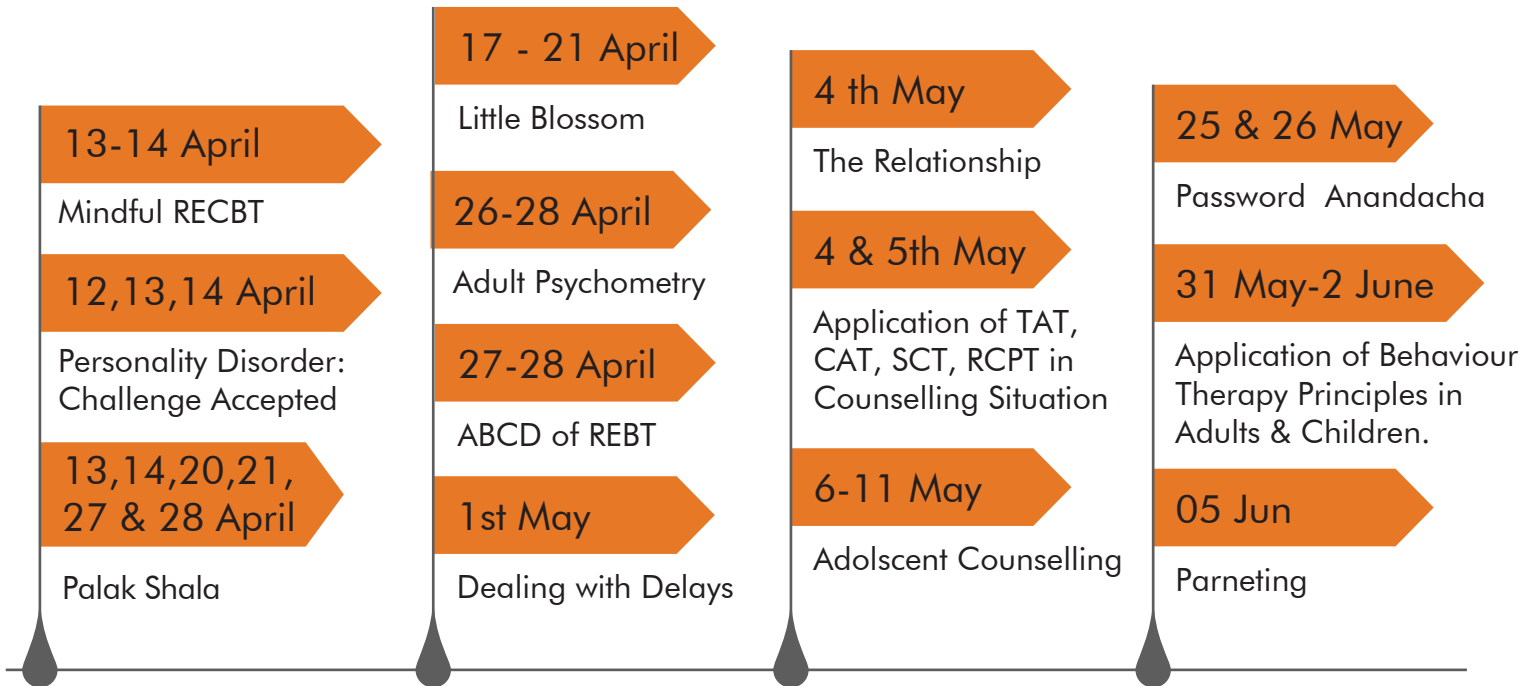 13-14 April
Mindful RECBT
12,13,14 April
Personality Disorder:
Challenge Accepted
13,14,20,21,
27 & 28 April
Palak Shala
17 - 21 April
Little Blossom
26-28 April
Adult Psychometry
27-28 April
ABCD of REBT
1st May
Dealing with Delays
4 th May
The Relationship
4 & 5th May
Application of TAT,
CAT, SCT, RCPT in
Counselling Situation
6-11 May
Adolscent Counselling
25 & 26 May
Password Anandacha
31 May-2 June
Application of Behaviour
Therapy Principles in
Adults & Children.
05 Jun
Parneting